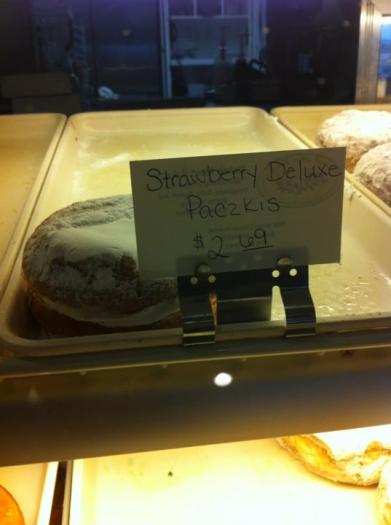 Strawberry Deluxe
Paczkis
$2.69